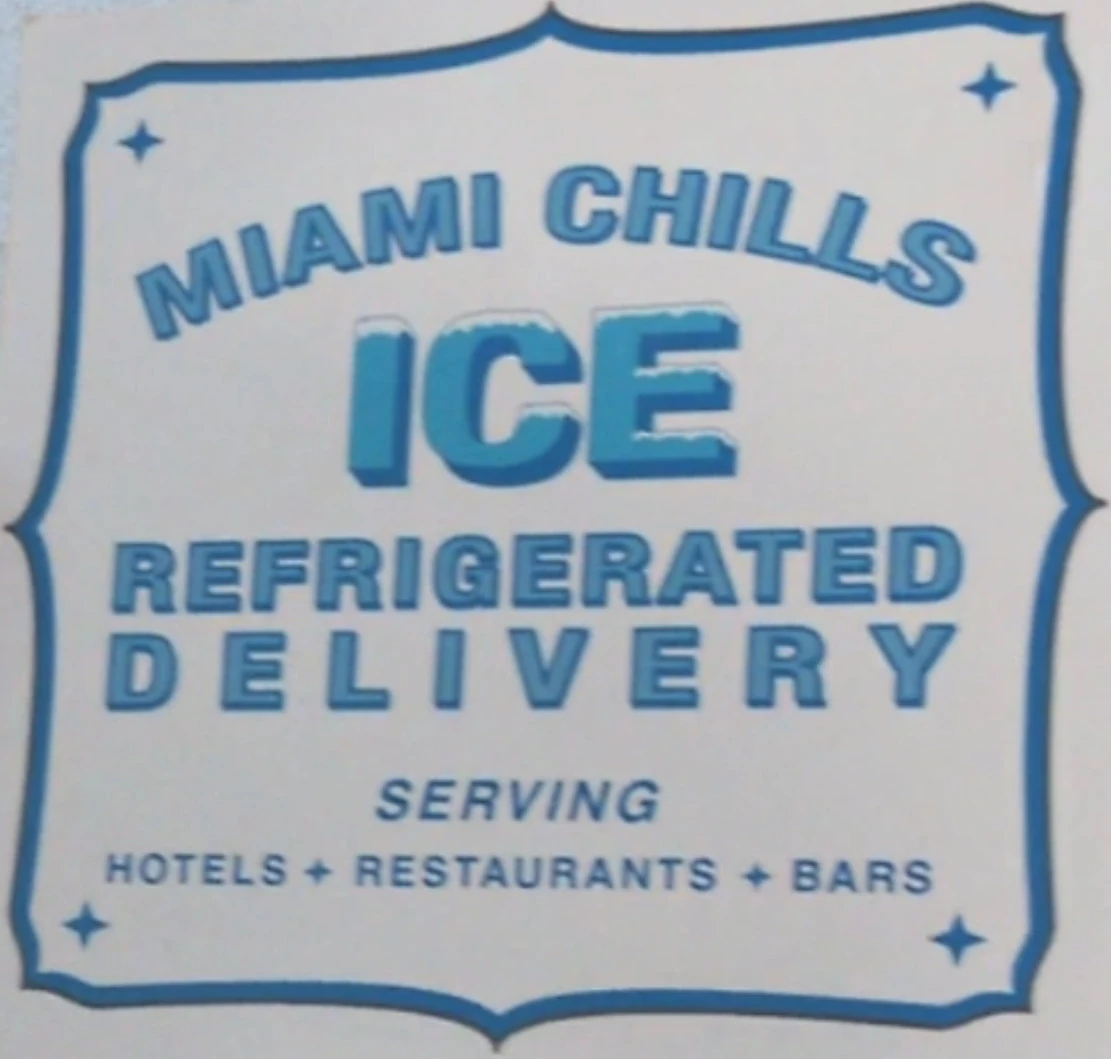 MIAMI CHILLS
ICE
REFRIGERATED
DELIVERY
SERVING
HOTELS ✦ RESTAURANTS ✦ BARS